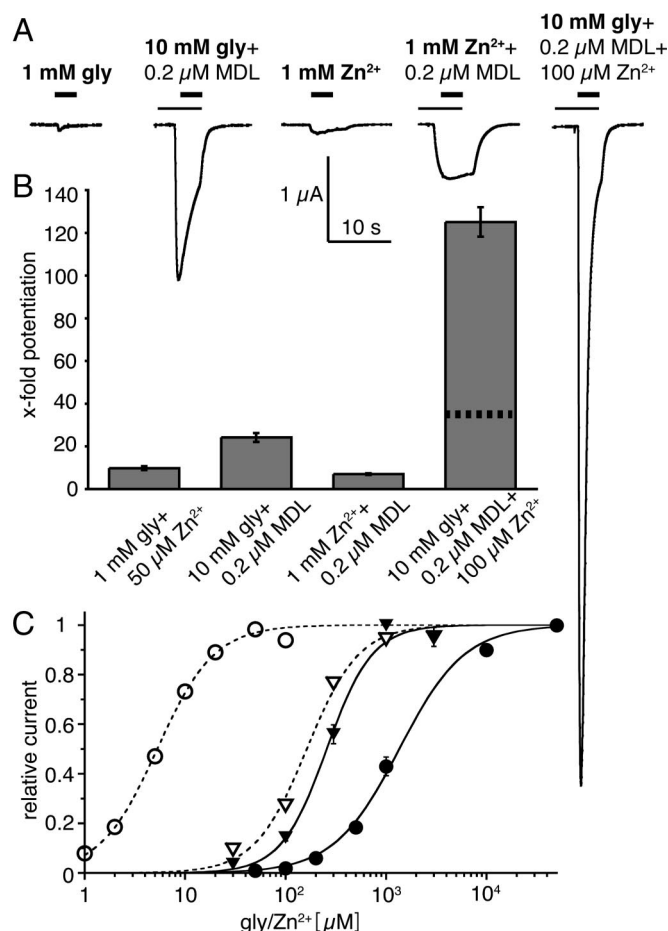 A
1 mM gly
10 mM gly+
0.2 µM MDL
1 mM Zn²⁺
1 mM Zn²⁺+
0.2 µM MDL
10 mM gly+
0.2 µM MDL+
100 µM Zn²⁺
1 µA
10 s
B
x-fold potentiation
140
120
100
80
60
40
20
0
1 mM gly+
50 µM Zn²⁺
10 mM gly+
0.2 µM MDL
1 mM Zn²⁺+
0.2 µM MDL
10 mM gly+
0.2 µM MDL+
100 µM Zn²⁺
C
relative current
1
0.8
0.6
0.4
0.2
0
1
10
10²
10³
10⁴
gly/Zn²⁺ [µM]